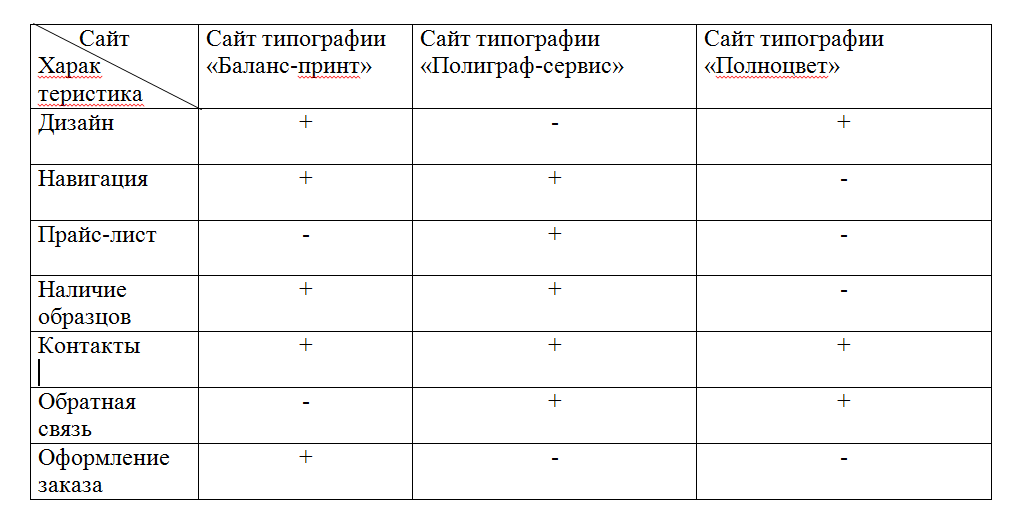 Сайт
Харак
теристика
Сайт типографии
«Баланс-принт»
Сайт типографии
«Полиграф-сервис»
Сайт типографии
«Полноцвет»
Дизайн
+
-
+
Навигация
+
+
-
Прайс-лист
-
+
-
Наличие
образцов
+
+
-
Контакты
+
+
+
Обратная
связь
-
+
+
Оформление
заказа
+
-
-